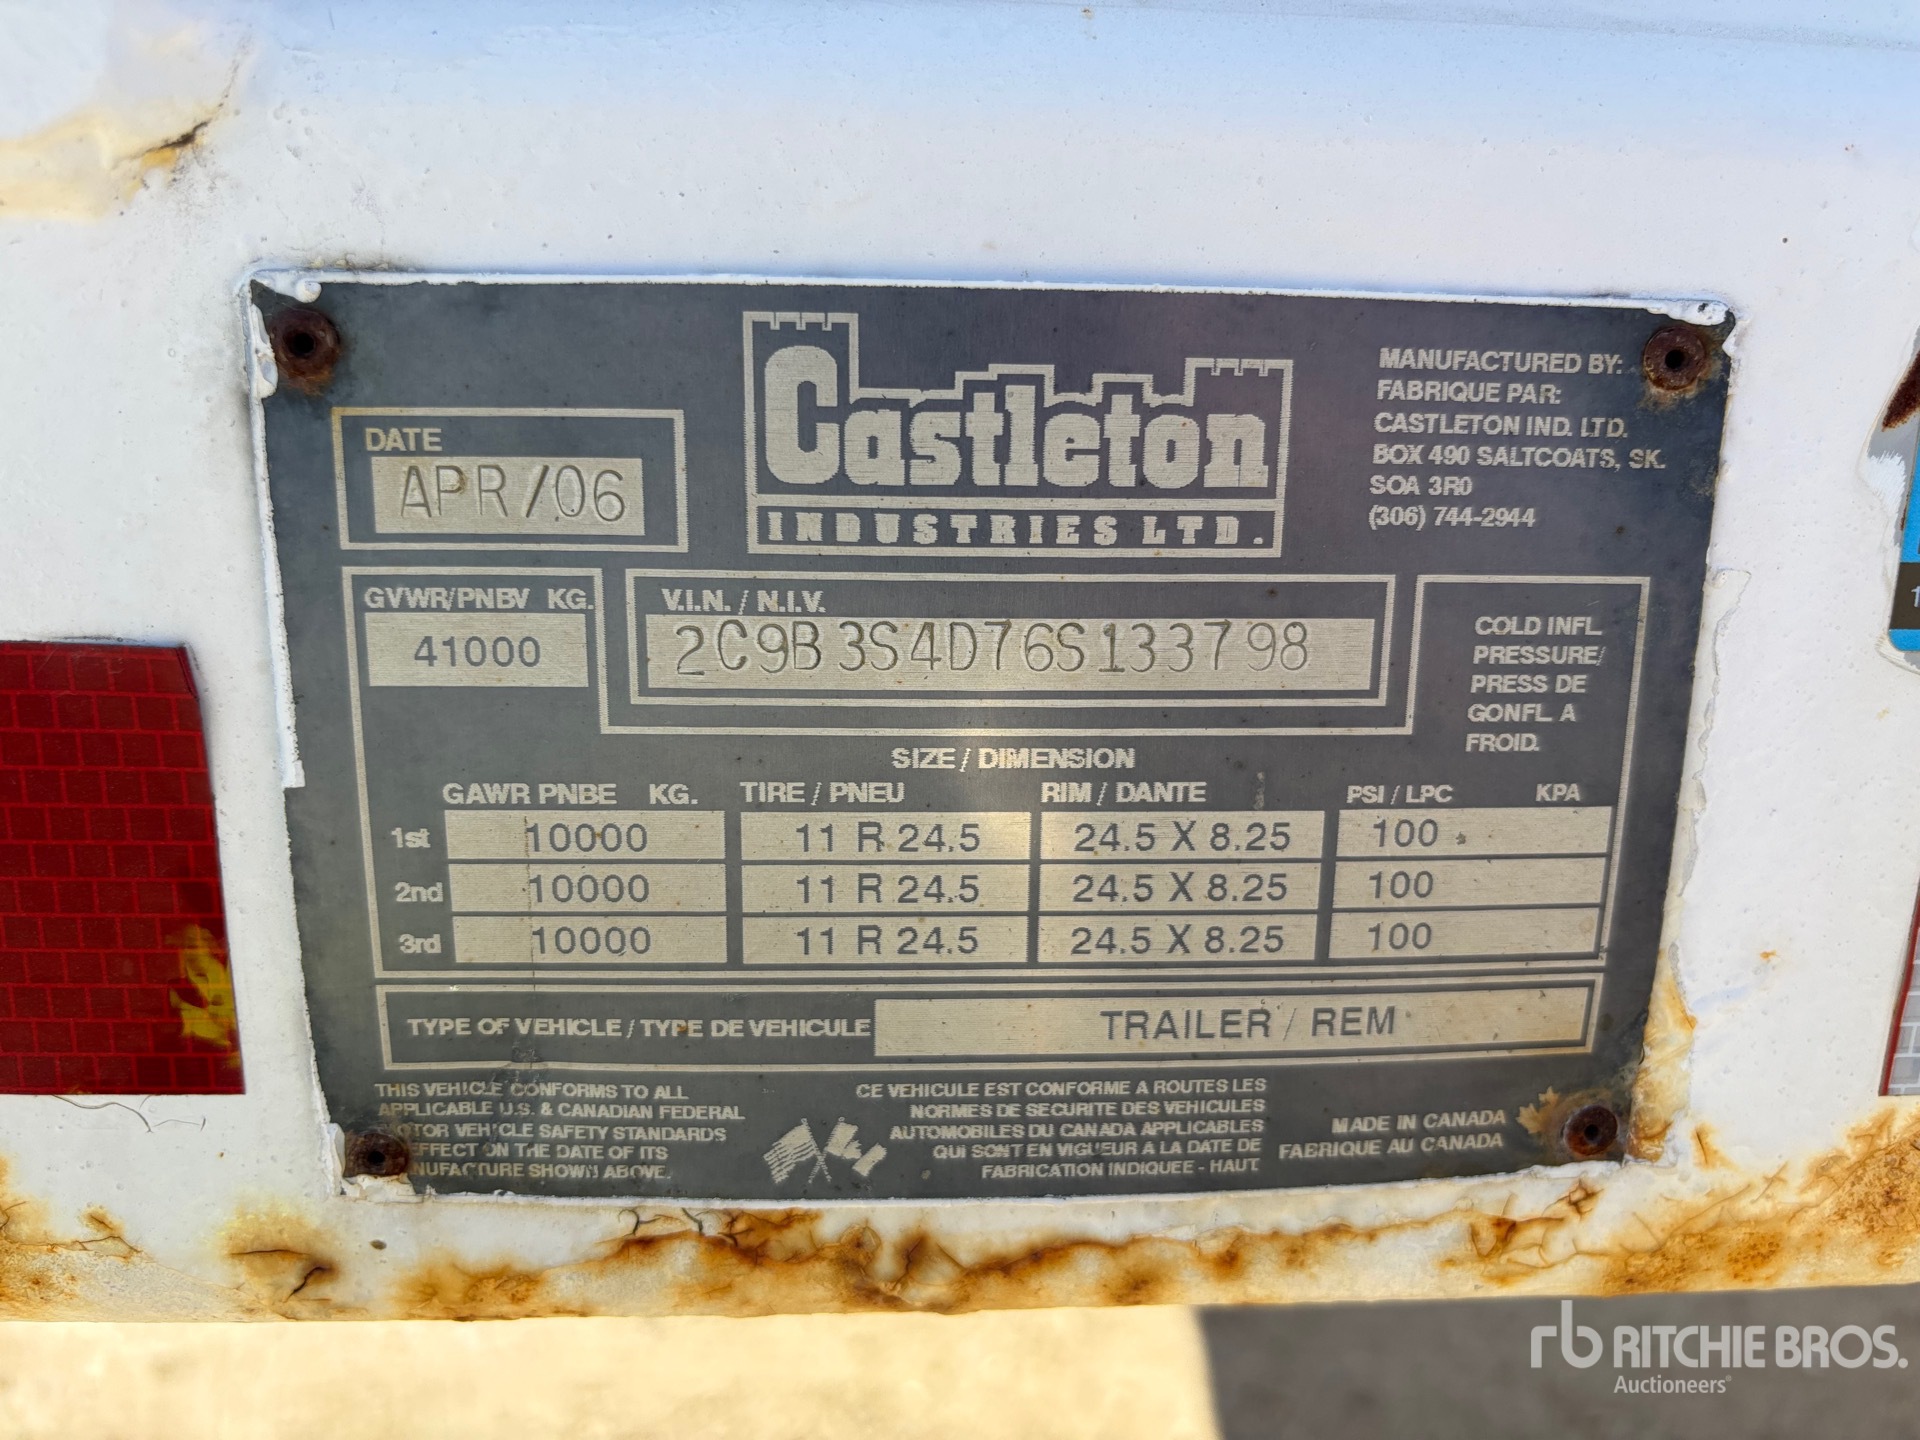 Castleton
INDUSTRIES LTD.
MANUFACTURED BY:
FABRIQUE PAR:
CASTLETON IND. LTD.
BOX 490 SALTCOATS, SK.
SOA 3R0
(306) 744-2944
DATE
APR/06
GVWR/PNBV KG.
41000
V.I.N. / N.I.V.
2C9B3S4D76S133798
COLD INFL
PRESSURE/
PRESS DE
GONFL A
FROID.
SIZE / DIMENSION
GAWR PNBE KG. TIRE / PNEU RIM / DANTE PSI / LPC KPA
1st 10000 11 R 24.5 24.5 X 8.25 100
2nd 10000 11 R 24.5 24.5 X 8.25 100
3rd 10000 11 R 24.5 24.5 X 8.25 100
TYPE OF VEHICLE / TYPE DE VEHICULE TRAILER / REM
THIS VEHICLE CONFORMS TO ALL
APPLICABLE U.S. & CANADIAN FEDERAL
MOTOR VEHICLE SAFETY STANDARDS
EFFECT ON THE DATE OF ITS
MANUFACTURE SHOWN ABOVE.
CE VEHICULE EST CONFORME A ROUTES LES
NORMES DE SECURITE DES VEHICULES
AUTOMOBILES DU CANADA APPLICABLES
QUI SONT EN VIGUEUR A LA DATE DE
FABRICATION INDIQUEE - HAUT.
MADE IN CANADA
FABRIQUE AU CANADA
rb RITCHIE BROS.
Auctioneers